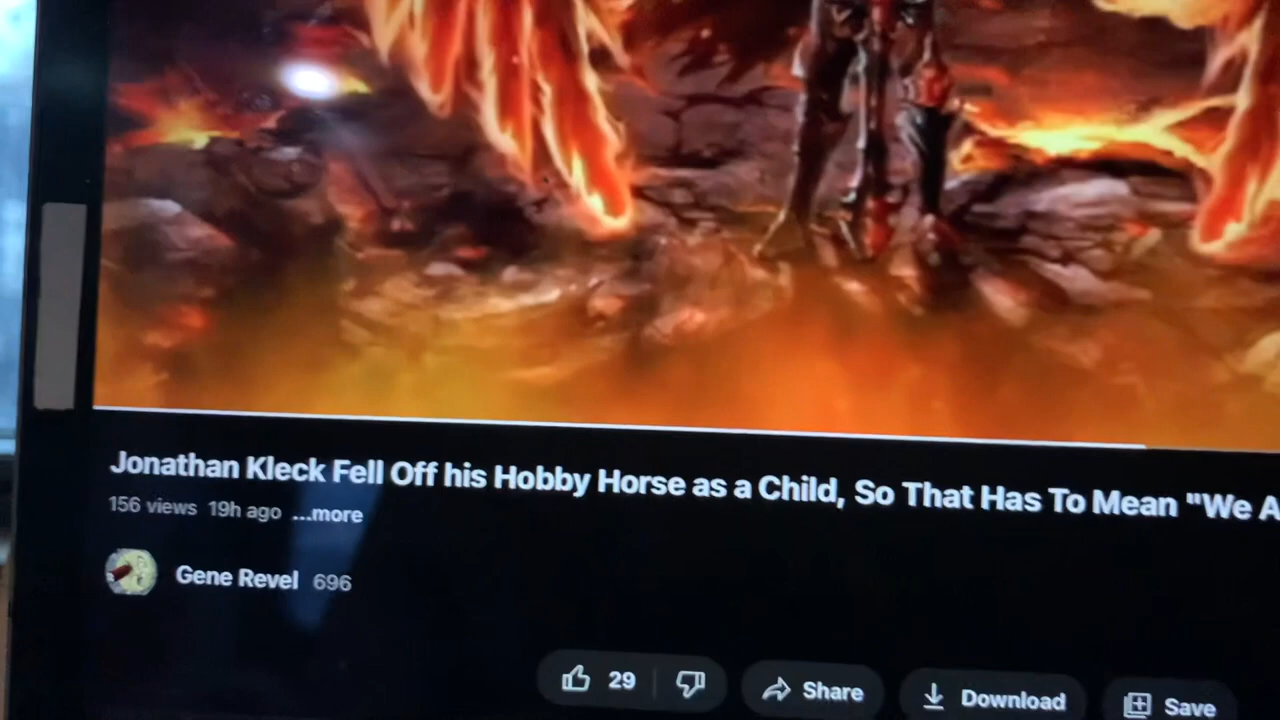 Jonathan Kleck Fell Off his Hobby Horse as a Child, So That Has To Mean "We A
156 views 19h ago ...more
Gene Revel 696
29 Share Download Save